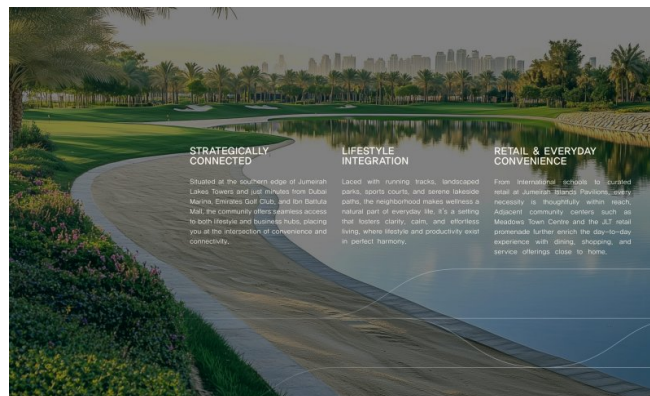 STRATEGICALLY
CONNECTED
Situated at the southern edge of Jumeirah
Lakes Towers and just minutes from Dubai
Marina, Emirates Golf Club, and Ibn Battuta
Mall, the community offers seamless access
to both lifestyle and business hubs, placing
you at the intersection of convenience and
connectivity.
LIFESTYLE
INTEGRATION
Laced with running tracks, landscaped
parks, sports courts, and serene lakeside
paths, the neighborhood makes wellness a
natural part of everyday life. It's a setting
that fosters clarity, calm, and effortless
living, where lifestyle and productivity exist
in perfect harmony.
RETAIL & EVERYDAY
CONVENIENCE
From international schools to curated
retail at Jumeirah Islands Pavilions, every
necessity is thoughtfully within reach.
Adjacent community centers such as
Meadows Town Centre and the JLT retail
promenade further enrich the day-to-day
experience with dining, shopping, and
service offerings close to home.